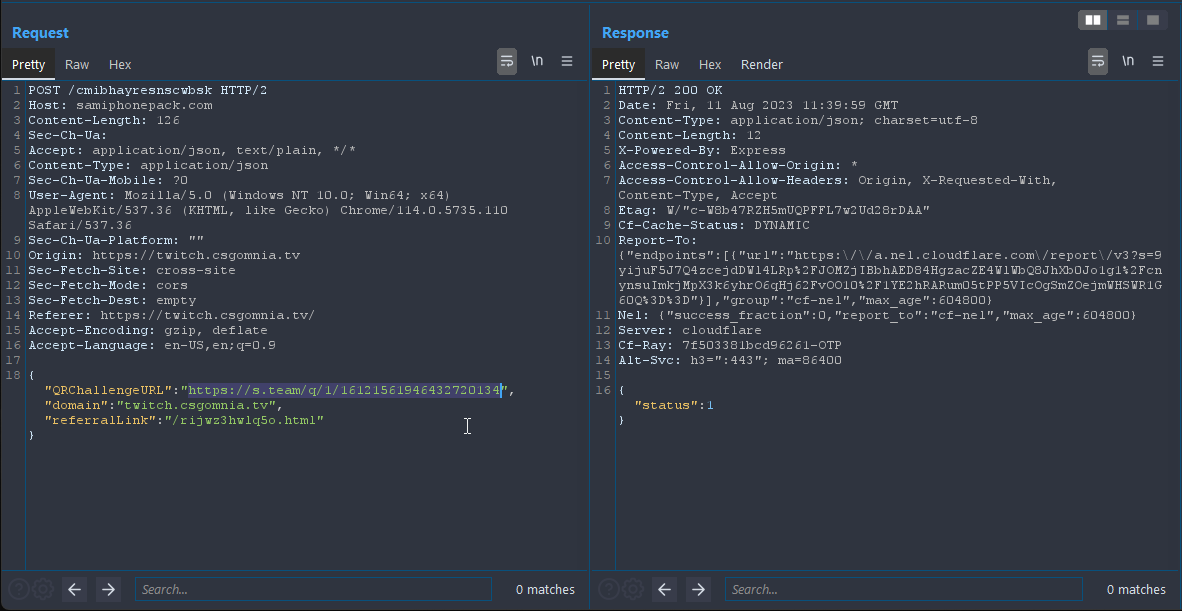 Request
Pretty Raw Hex \n
1 POST /cmibhayresnscwbsk HTTP/2
2 Host: samiphonepack.com
3 Content-Length: 126
4 Sec-Ch-Ua:
5 Accept: application/json, text/plain, */*
6 Content-Type: application/json
7 Sec-Ch-Ua-Mobile: ?0
8 User-Agent: Mozilla/5.0 (Windows NT 10.0; Win64; x64)
AppleWebKit/537.36 (KHTML, like Gecko) Chrome/114.0.5735.110
Safari/537.36
9 Sec-Ch-Ua-Platform: ""
10 Origin: https://twitch.csgomnia.tv
11 Sec-Fetch-Site: cross-site
12 Sec-Fetch-Mode: cors
13 Sec-Fetch-Dest: empty
14 Referer: https://twitch.csgomnia.tv/
15 Accept-Encoding: gzip, deflate
16 Accept-Language: en-US,en;q=0.9
17
18 {
"QRChallengeURL":"https://s.team/q/1/16121561946432720134",
"domain":"twitch.csgomnia.tv",
"referralLink":"/rijwz3hwlq5o.html"
}
Search...
0 matches
Response
Pretty Raw Hex Render \n
1 HTTP/2 200 OK
2 Date: Fri, 11 Aug 2023 11:39:59 GMT
3 Content-Type: application/json; charset=utf-8
4 Content-Length: 12
5 X-Powered-By: Express
6 Access-Control-Allow-Origin: *
7 Access-Control-Allow-Headers: Origin, X-Requested-With,
Content-Type, Accept
8 Etag: W/"c-W8b47RZH5mUQPFFL7w2Ud28rDAA"
9 Cf-Cache-Status: DYNAMIC
10 Report-To:
{"endpoints":[{"url":"https:\/\/a.nel.cloudflare.com\/report\/v3?s=9
yijuF5J7Q4zcejdDW14LRp%2FJOMZjIBbhAED84HgzacZE4W1WbQ8JhXbOJo1g1%2Fcn
ynsuImkjMpX3k6yhrO6qHj62FvOO1O%2F1YE2hRARumO5tPP5VIcOgSmZOejmWHSWR1G
6OQ%3D%3D"}],"group":"cf-nel","max_age":604800}
11 Nel: {"success_fraction":0,"report_to":"cf-nel","max_age":604800}
12 Server: cloudflare
13 Cf-Ray: 7f503381bcd96261-OTP
14 Alt-Svc: h3=":443"; ma=86400
15
16 {
"status":1
}
Search...
0 matches